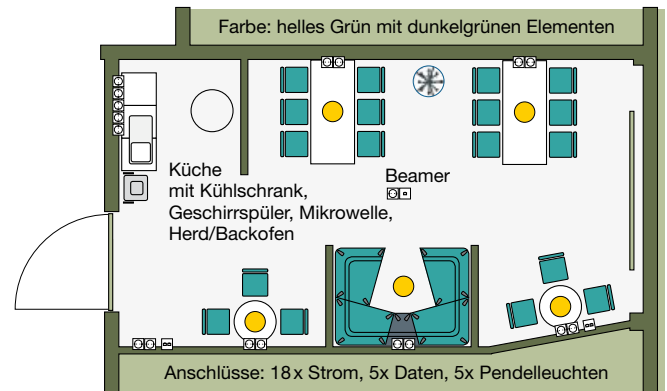 Farbe: helles Grün mit dunkelgrünen Elementen
Küche
mit Kühlschrank,
Geschirrspüler, Mikrowelle,
Herd/Backofen
Beamer
Anschlüsse: 18x Strom, 5x Daten, 5x Pendelleuchten